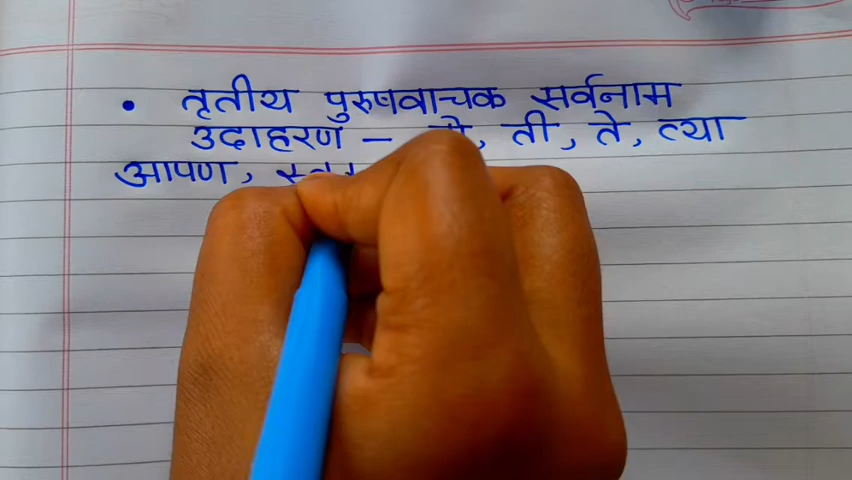 • तृतीय पुरुषवाचक सर्वनाम
उदाहरण – ती, ते, त्या
आपण,